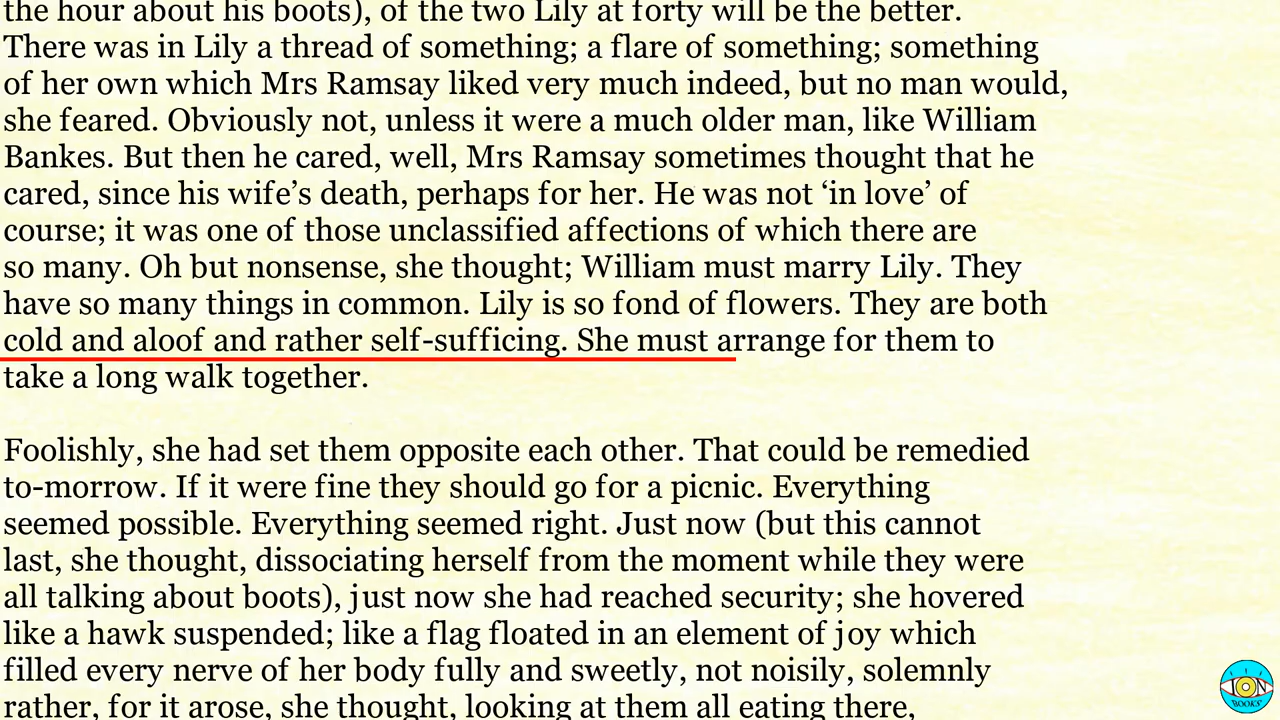 the hour about his boots), of the two Lily at forty will be the better.
There was in Lily a thread of something; a flare of something; something
of her own which Mrs Ramsay liked very much indeed, but no man would,
she feared. Obviously not, unless it were a much older man, like William
Bankes. But then he cared, well, Mrs Ramsay sometimes thought that he
cared, since his wife’s death, perhaps for her. He was not ‘in love’ of
course; it was one of those unclassified affections of which there are
so many. Oh but nonsense, she thought; William must marry Lily. They
have so many things in common. Lily is so fond of flowers. They are both
cold and aloof and rather self-sufficing. She must arrange for them to
take a long walk together.
Foolishly, she had set them opposite each other. That could be remedied
to-morrow. If it were fine they should go for a picnic. Everything
seemed possible. Everything seemed right. Just now (but this cannot
last, she thought, dissociating herself from the moment while they were
all talking about boots), just now she had reached security; she hovered
like a hawk suspended; like a flag floated in an element of joy which
filled every nerve of her body fully and sweetly, not noisily, solemnly
rather, for it arose, she thought, looking at them all eating there,
ION
BOOKS